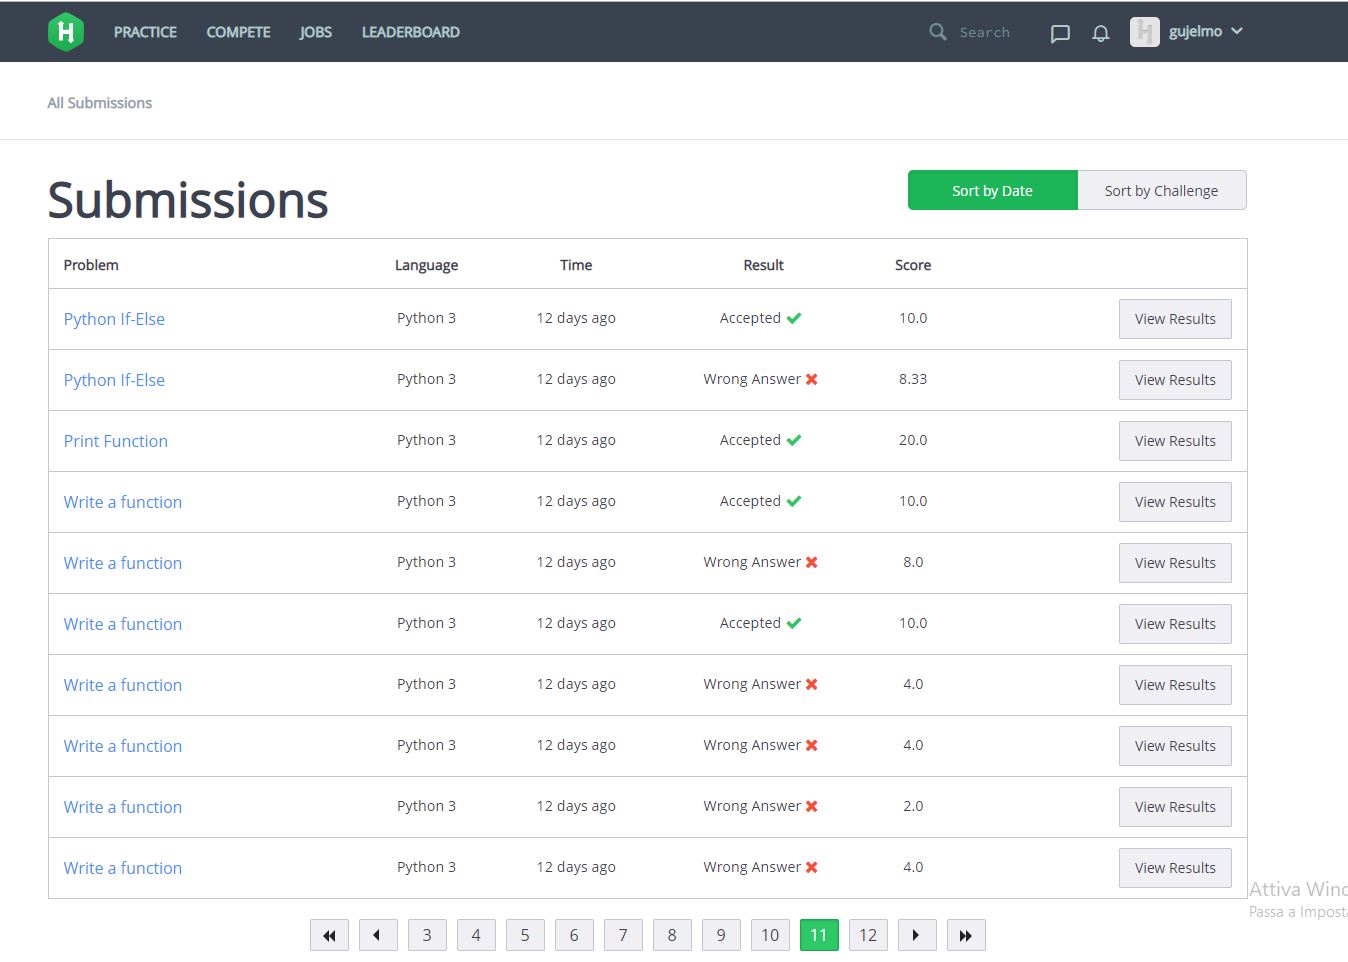 H PRACTICE COMPETE JOBS LEADERBOARD Search H gujelmo
All Submissions
Submissions
Sort by Date Sort by Challenge
Problem Language Time Result Score
Python If-Else Python 3 12 days ago Accepted 10.0 View Results
Python If-Else Python 3 12 days ago Wrong Answer 8.33 View Results
Print Function Python 3 12 days ago Accepted 20.0 View Results
Write a function Python 3 12 days ago Accepted 10.0 View Results
Write a function Python 3 12 days ago Wrong Answer 8.0 View Results
Write a function Python 3 12 days ago Accepted 10.0 View Results
Write a function Python 3 12 days ago Wrong Answer 4.0 View Results
Write a function Python 3 12 days ago Wrong Answer 4.0 View Results
Write a function Python 3 12 days ago Wrong Answer 2.0 View Results
Write a function Python 3 12 days ago Wrong Answer 4.0 View Results
Attiva Winc
Passa a Imposta
3 4 5 6 7 8 9 10 11 12